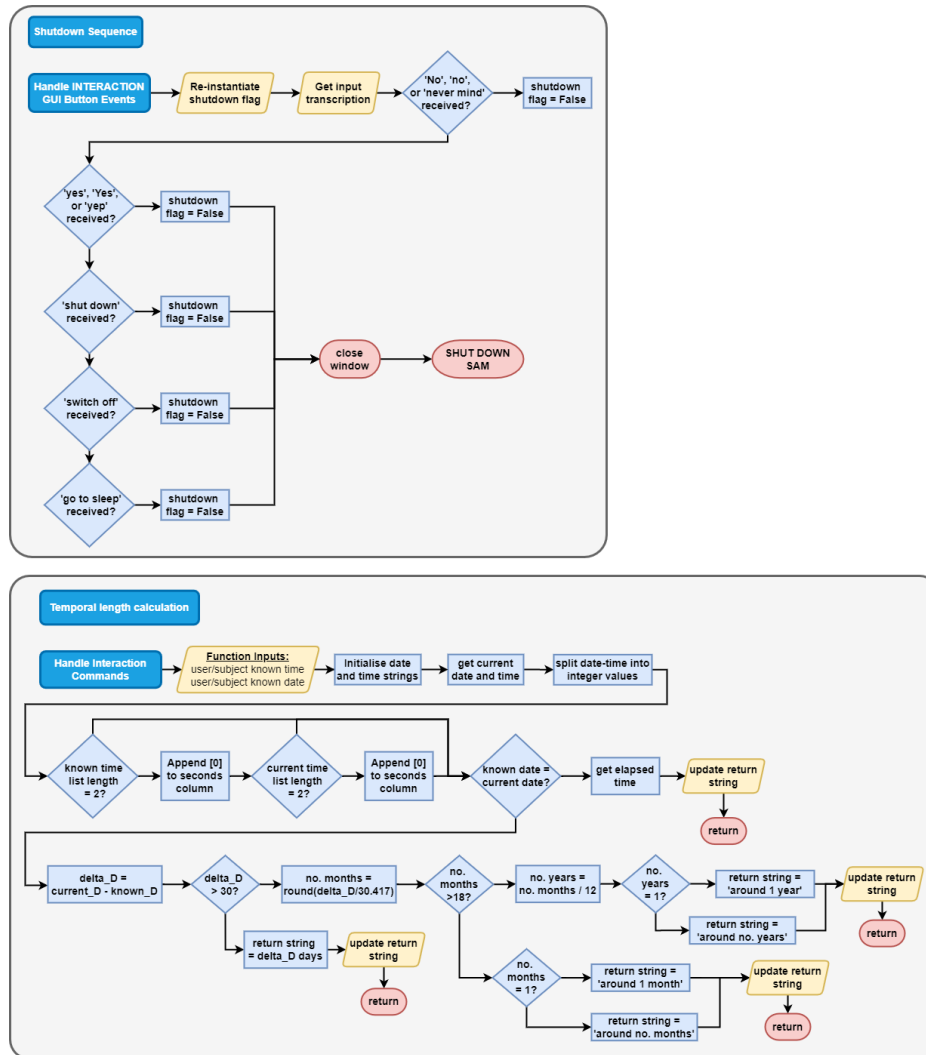 Shutdown Sequence
Handle INTERACTION
GUI Button Events
Re-instantiate
shutdown flag
Get input
transcription
'No', 'no',
or 'never mind'
received?
shutdown
flag = False
'yes', 'Yes',
or 'yep'
received?
shutdown
flag = False
'shut down'
received?
shutdown
flag = False
close
window
SHUT DOWN
SAM
'switch off'
received?
shutdown
flag = False
'go to sleep'
received?
shutdown
flag = False
Temporal length calculation
Handle Interaction
Commands
Function Inputs:
user/subject known time
user/subject known date
Initialise date
and time strings
get current
date and time
split date-time into
integer values
known time
list length
= 2?
Append [0]
to seconds
column
current time
list length
= 2?
Append [0]
to seconds
column
known date =
current date?
get elapsed
time
update return
string
return
delta_D =
current_D - known_D
delta_D
> 30?
no. months =
round(delta_D/30.417)
no.
months
>18?
no. years =
no. months / 12
no.
years
= 1?
return string =
'around 1 year'
update return
string
return string =
'around no. years'
return
return string
= delta_D days
update return
string
return
no.
months
= 1?
return string =
'around 1 month'
update return
string
return string =
'around no. months'
return